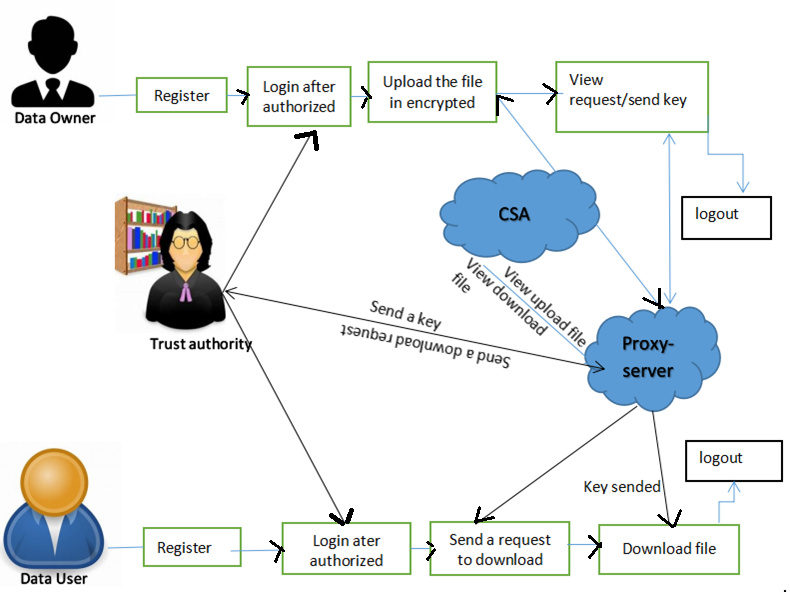 Data Owner
Register
Login after
authorized
Upload the file
in encrypted
View
request/send key
logout
CSA
View upload file
View download
file
Trust authority
Send a key
Send a download request
Proxy-
server
logout
Key sended
Data User
Register
Login ater
authorized
Send a request
to download
Download file